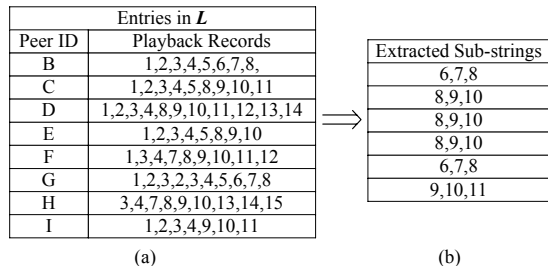 Entries in L
Peer ID Playback Records
B 1,2,3,4,5,6,7,8,
C 1,2,3,4,5,8,9,10,11
D 1,2,3,4,8,9,10,11,12,13,14
E 1,2,3,4,5,8,9,10
F 1,3,4,7,8,9,10,11,12
G 1,2,3,2,3,4,5,6,7,8
H 3,4,7,8,9,10,13,14,15
I 1,2,3,4,9,10,11
(a)
Extracted Sub-strings
6,7,8
8,9,10
8,9,10
8,9,10
6,7,8
9,10,11
(b)